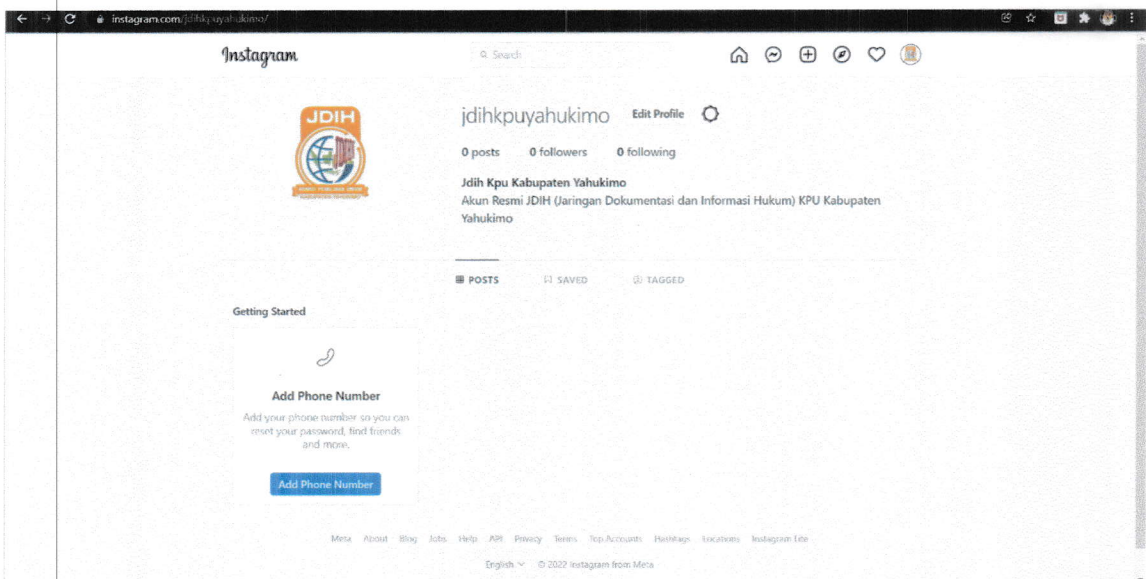 instagram.com/jdihkpuyahukimo/
Instagram
Search
JDIH
jdihkpuyahukimo Edit Profile
0 posts 0 followers 0 following
Jdih Kpu Kabupaten Yahukimo
Akun Resmi JDIH (Jaringan Dokumentasi dan Informasi Hukum) KPU Kabupaten
Yahukimo
POSTS SAVED TAGGED
Getting Started
Add Phone Number
Add your phone number so you can
reset your password, find friends
and more.
Add Phone Number
Meta About Blog Jobs Help API Privacy Terms Top Accounts Hashtags Locations Instagram Lite
English © 2022 Instagram from Meta